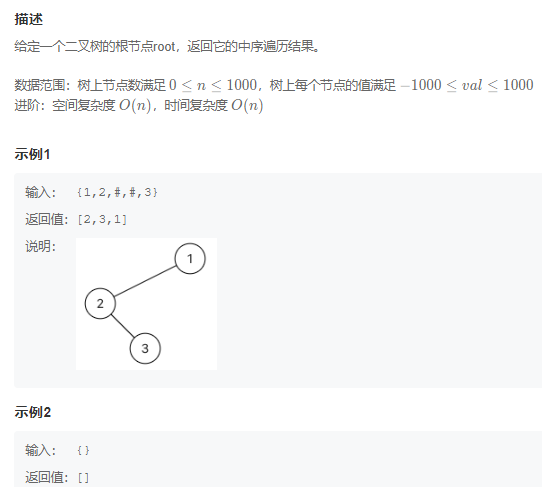 描述
给定一个二叉树的根节点root，返回它的中序遍历结果。
数据范围：树上节点数满足 0 ≤ n ≤ 1000，树上每个节点的值满足 −1000 ≤ val ≤ 1000
进阶：空间复杂度 O(n)，时间复杂度 O(n)
示例1
输入： {1,2,#,#,3}
返回值：[2,3,1]
说明：
1
2
3
示例2
输入： {}
返回值：[]